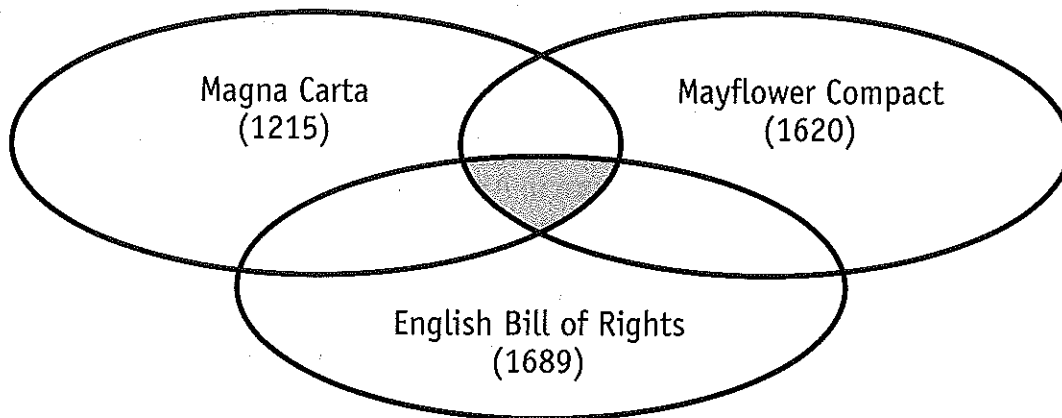 Magna Carta
(1215)
Mayflower Compact
(1620)
English Bill of Rights
(1689)